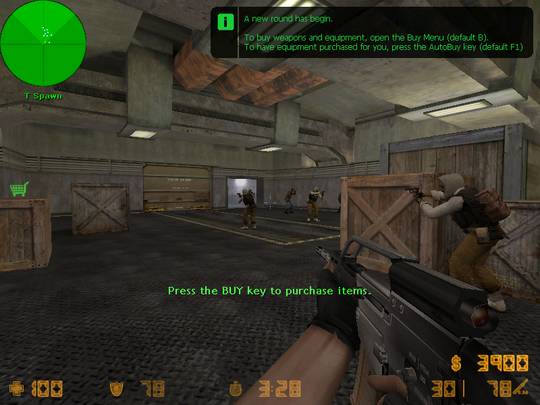 A new round has begun.
To buy weapons and equipment, open the Buy Menu (default B).
To have equipment purchased for you, press the AutoBuy key (default F1)
T Spawn
Press the BUY key to purchase items.
$ 3900
100 78 3:28 30 | 78